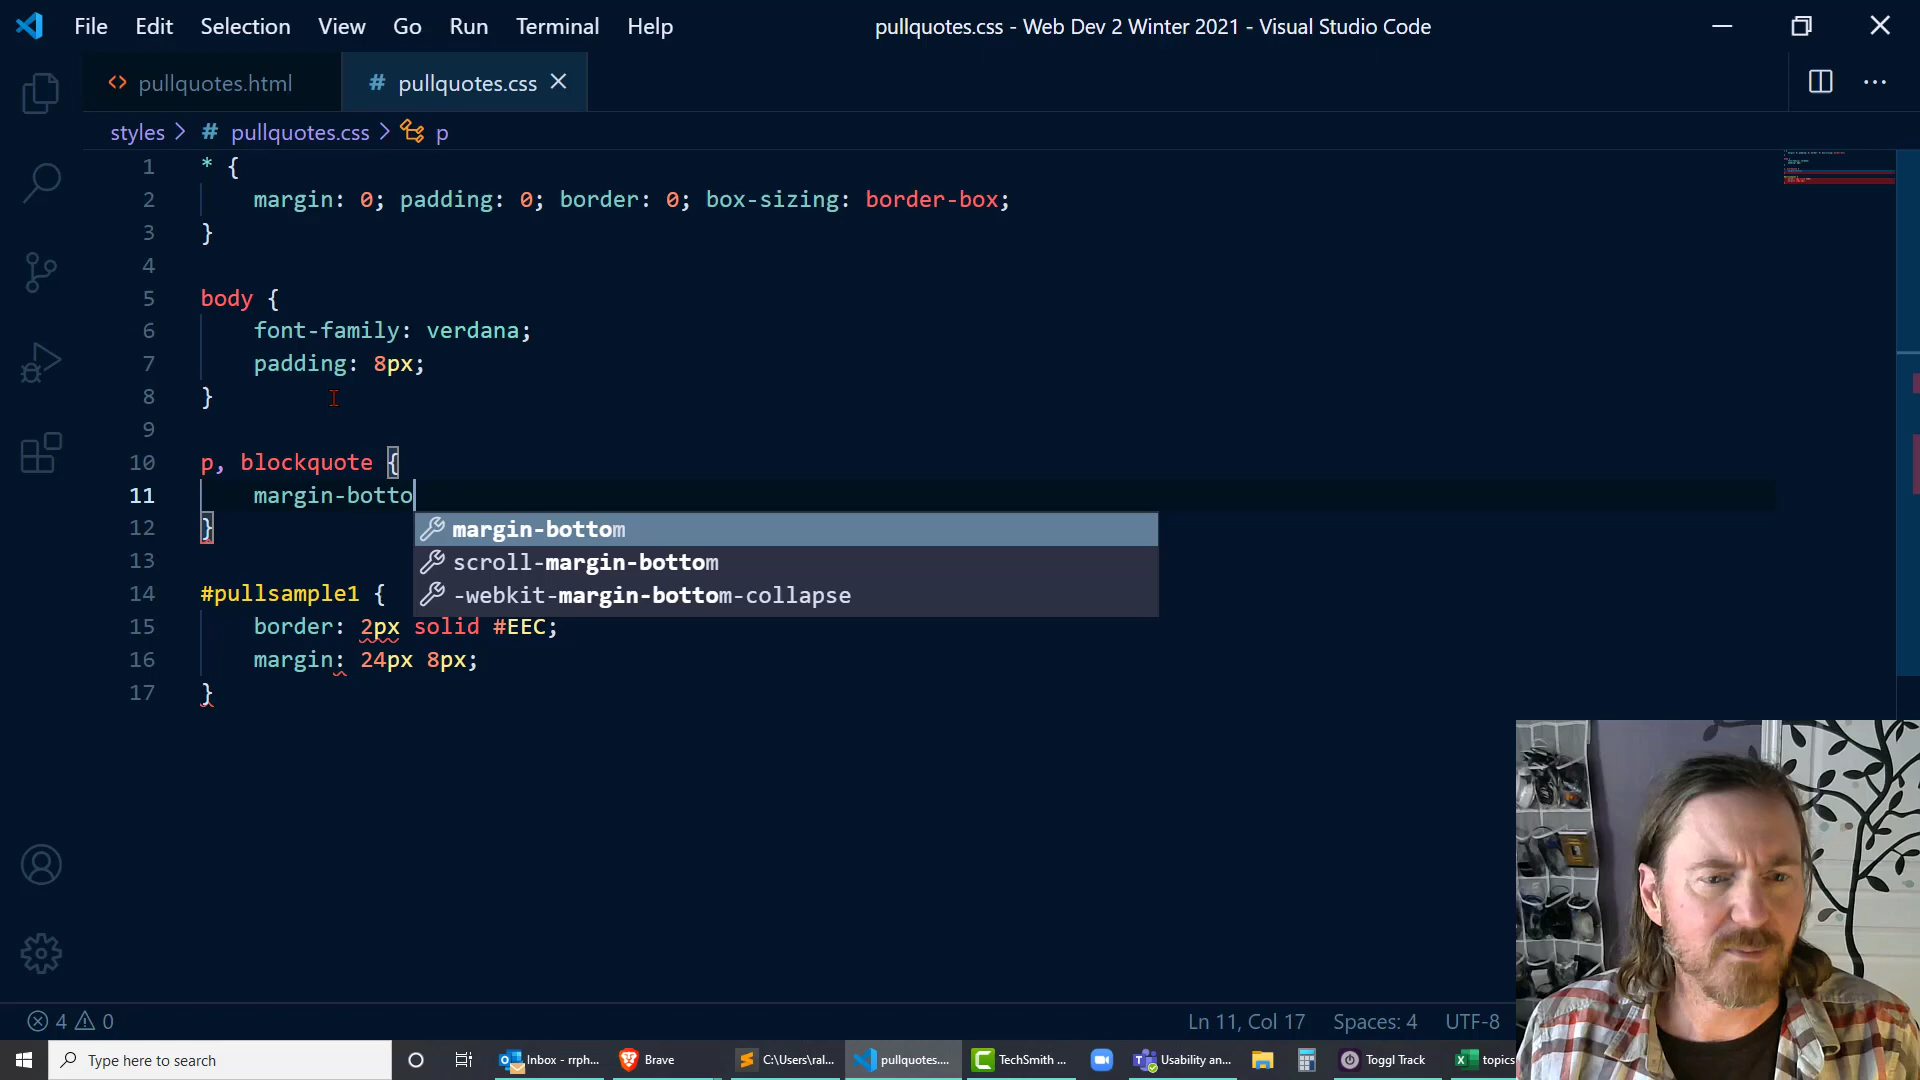 File Edit Selection View Go Run Terminal Help pullquotes.css - Web Dev 2 Winter 2021 - Visual Studio Code
<> pullquotes.html # pullquotes.css
styles > # pullquotes.css > p
1 * {
2 margin: 0; padding: 0; border: 0; box-sizing: border-box;
3 }
4
5 body {
6 font-family: verdana;
7 padding: 8px;
8 }
9
10 p, blockquote {
11 margin-botto
margin-bottom
12 }
scroll-margin-bottom
13
-webkit-margin-bottom-collapse
14 #pullsample1 {
15 border: 2px solid #EEC;
16 margin: 24px 8px;
17 }
4 0 Ln 11, Col 17 Spaces: 4 UTF-8
Type here to search Inbox - rrph... Brave C:\Users\ral... pullquotes.... TechSmith ... Usability an... Toggl Track topics